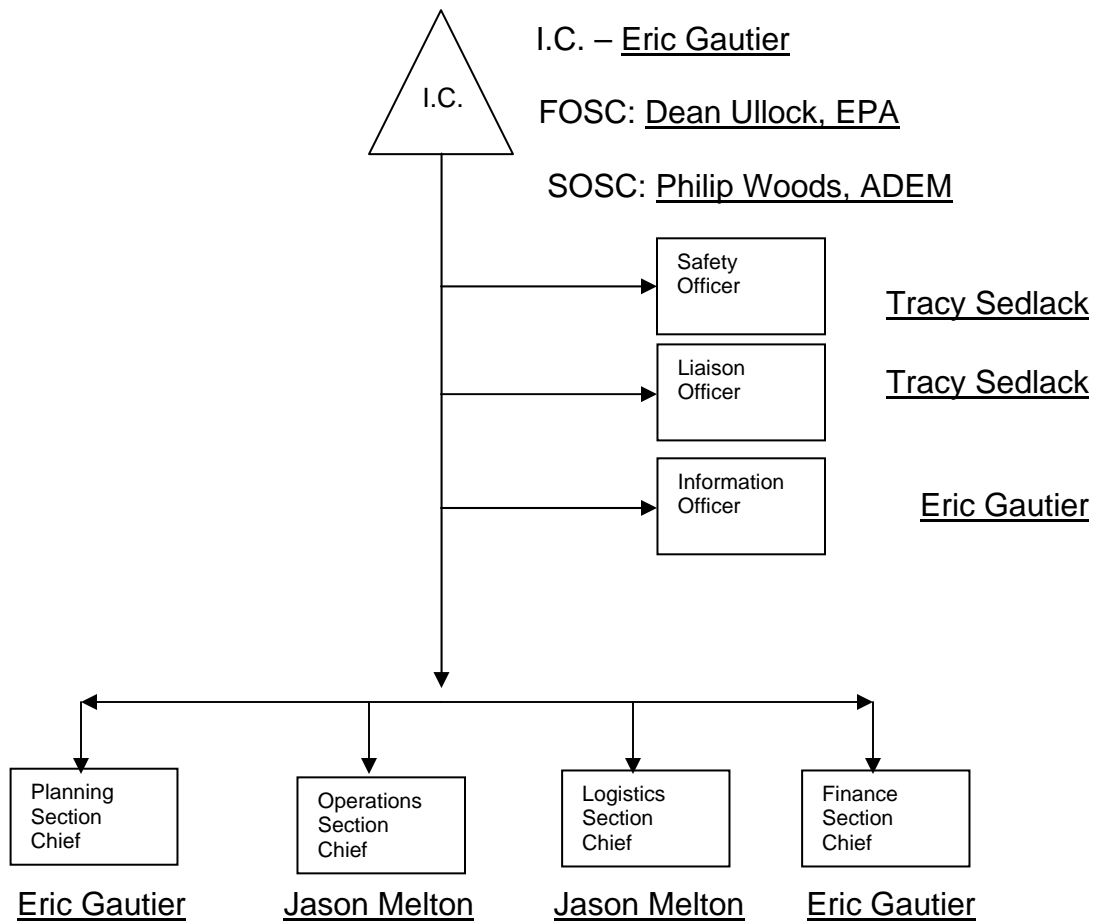 I.C. – Eric Gautier
I.C.
FOSC: Dean Ullock, EPA
SOSC: Philip Woods, ADEM
Safety
Officer
Tracy Sedlack
Liaison
Officer
Tracy Sedlack
Information
Officer
Eric Gautier
Planning
Section
Chief
Eric Gautier
Operations
Section
Chief
Jason Melton
Logistics
Section
Chief
Jason Melton
Finance
Section
Chief
Eric Gautier